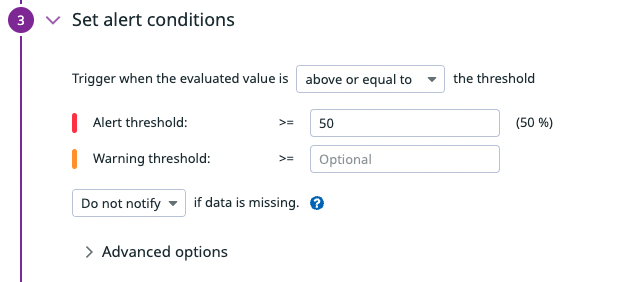 3 Set alert conditions
Trigger when the evaluated value is above or equal to the threshold
Alert threshold: >= 50 (50 %)
Warning threshold: >= Optional
Do not notify if data is missing. ?
Advanced options